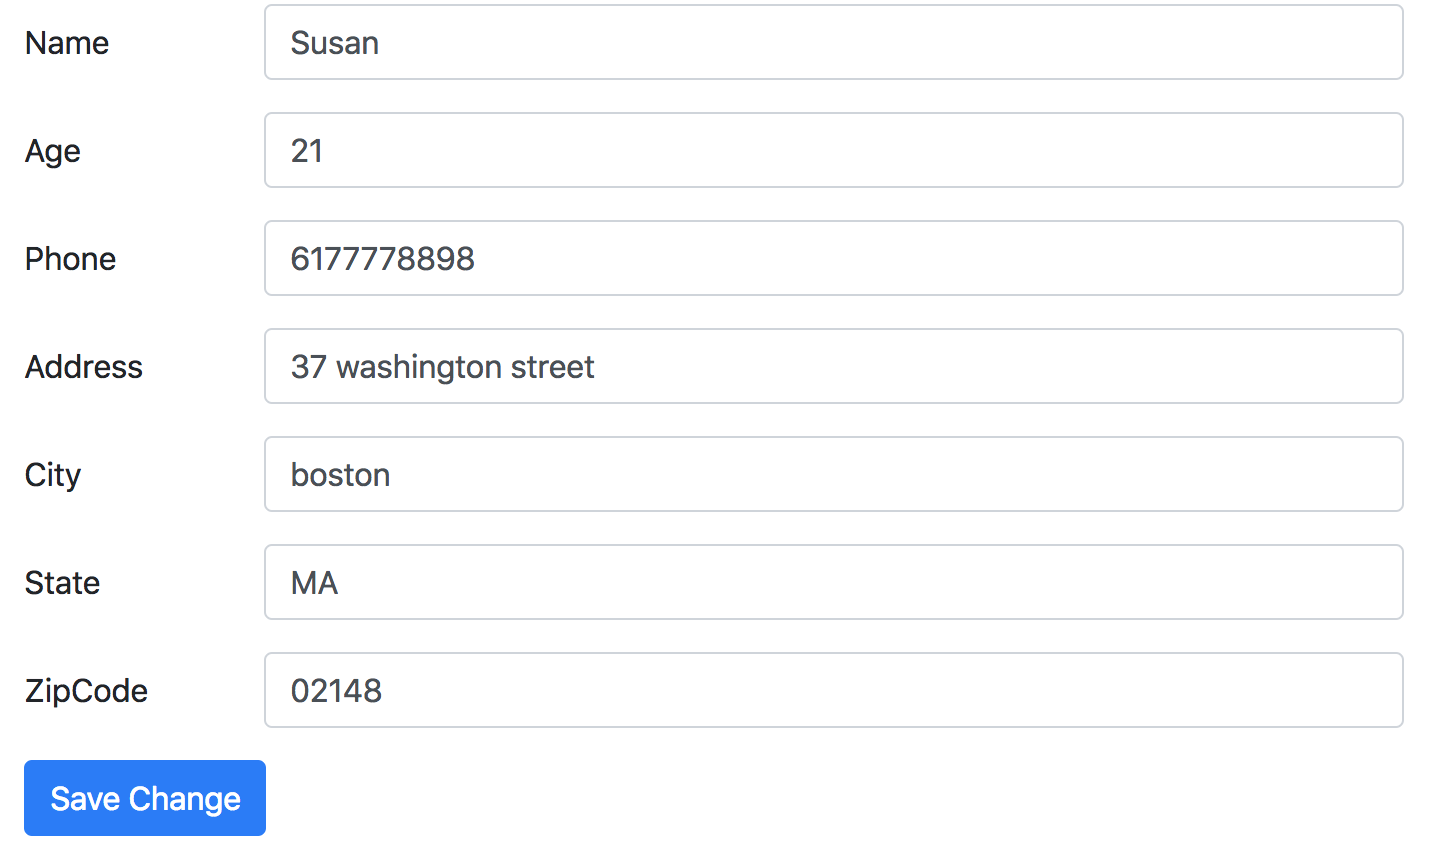 Name Susan
Age 21
Phone 6177778898
Address 37 washington street
City boston
State MA
ZipCode 02148
Save Change